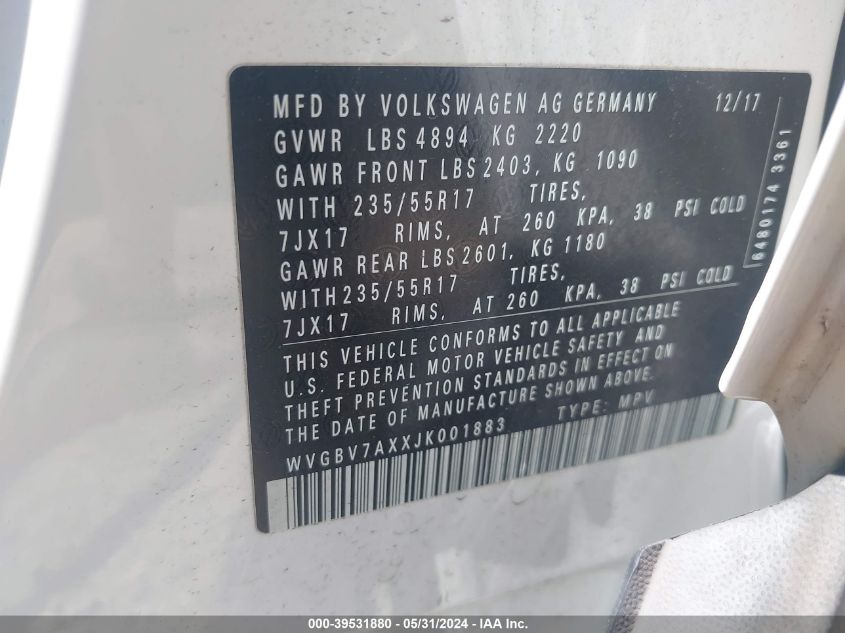 MFD BY VOLKSWAGEN AG GERMANY 12/17
GVWR LBS 4894 KG 2220
GAWR FRONT LBS 2403, KG 1090
WITH 235/55R17 TIRES,
7JX17 RIMS, AT 260 KPA, 38 PSI COLD
GAWR REAR LBS 2601, KG 1180
WITH 235/55R17 TIRES,
7JX17 RIMS, AT 260 KPA, 38 PSI COLD
THIS VEHICLE CONFORMS TO ALL APPLICABLE
U.S. FEDERAL MOTOR VEHICLE SAFETY AND
THEFT PREVENTION STANDARDS IN EFFECT ON
THE DATE OF MANUFACTURE SHOWN ABOVE.
WVGBV7AXXJK001883 TYPE: MPV
6480174 3361
000-39531880 - 05/31/2024 - IAA Inc.